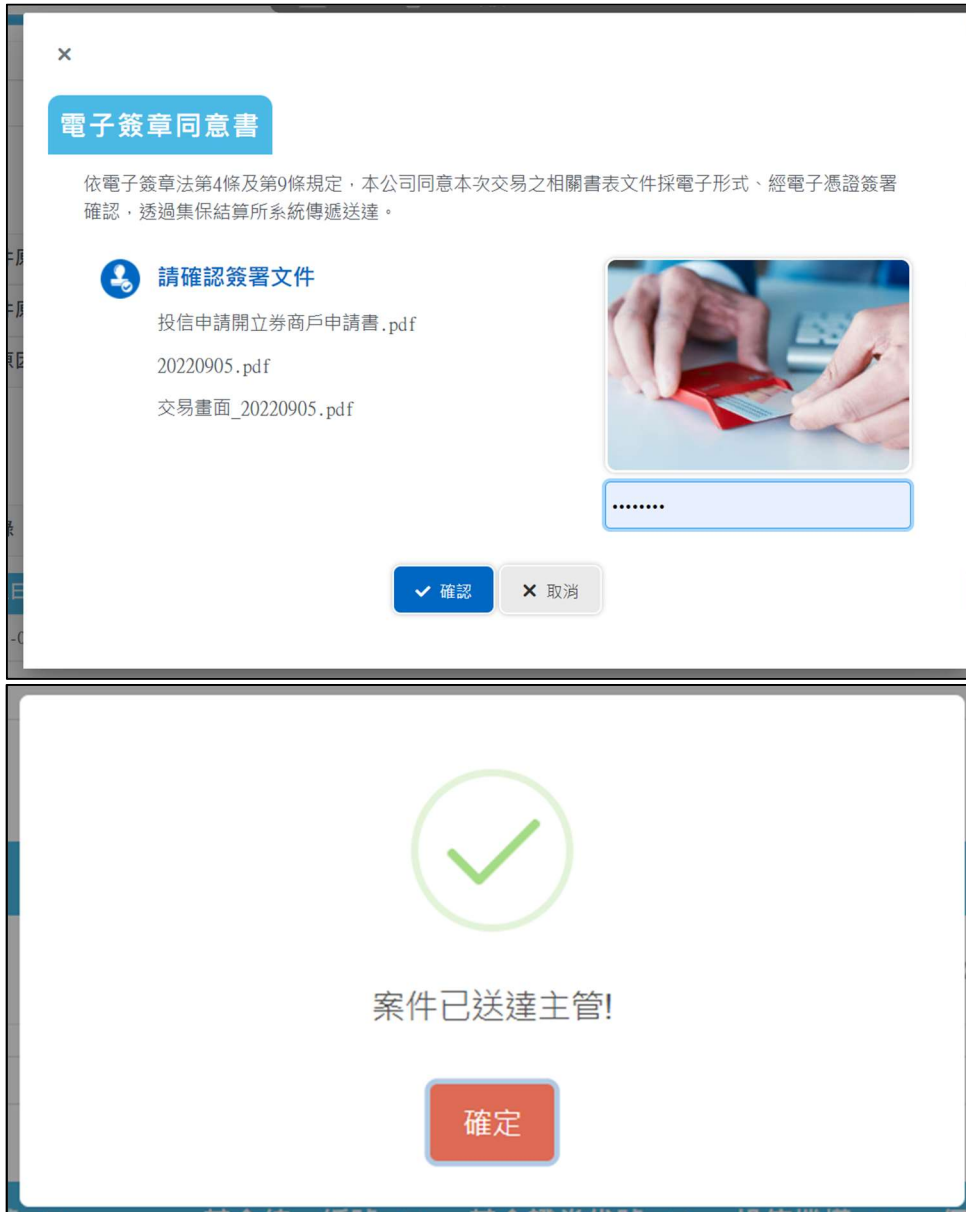 電子簽章同意書
依電子簽章法第4條及第9條規定，本公司同意本次交易之相關書表文件採電子形式、經電子憑證簽署
確認，透過集保結算所系統傳遞送達。
請確認簽署文件
投信申請開立券商戶申請書.pdf
20220905.pdf
交易畫面_20220905.pdf
••••••••
確認
取消
案件已送達主管!
確定